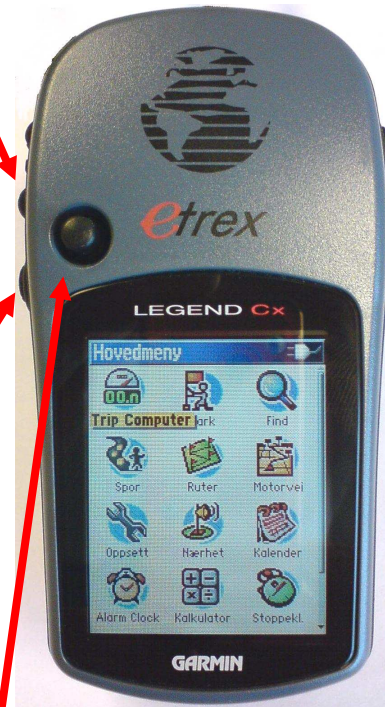 etrex
LEGEND Cx
Hovedmeny
00.n
Trip Computer ark Find
Spor Ruter Motorvei
Oppsett Nærhet Kalender
Alarm Clock Kalkulator Stoppekl.
GARMIN